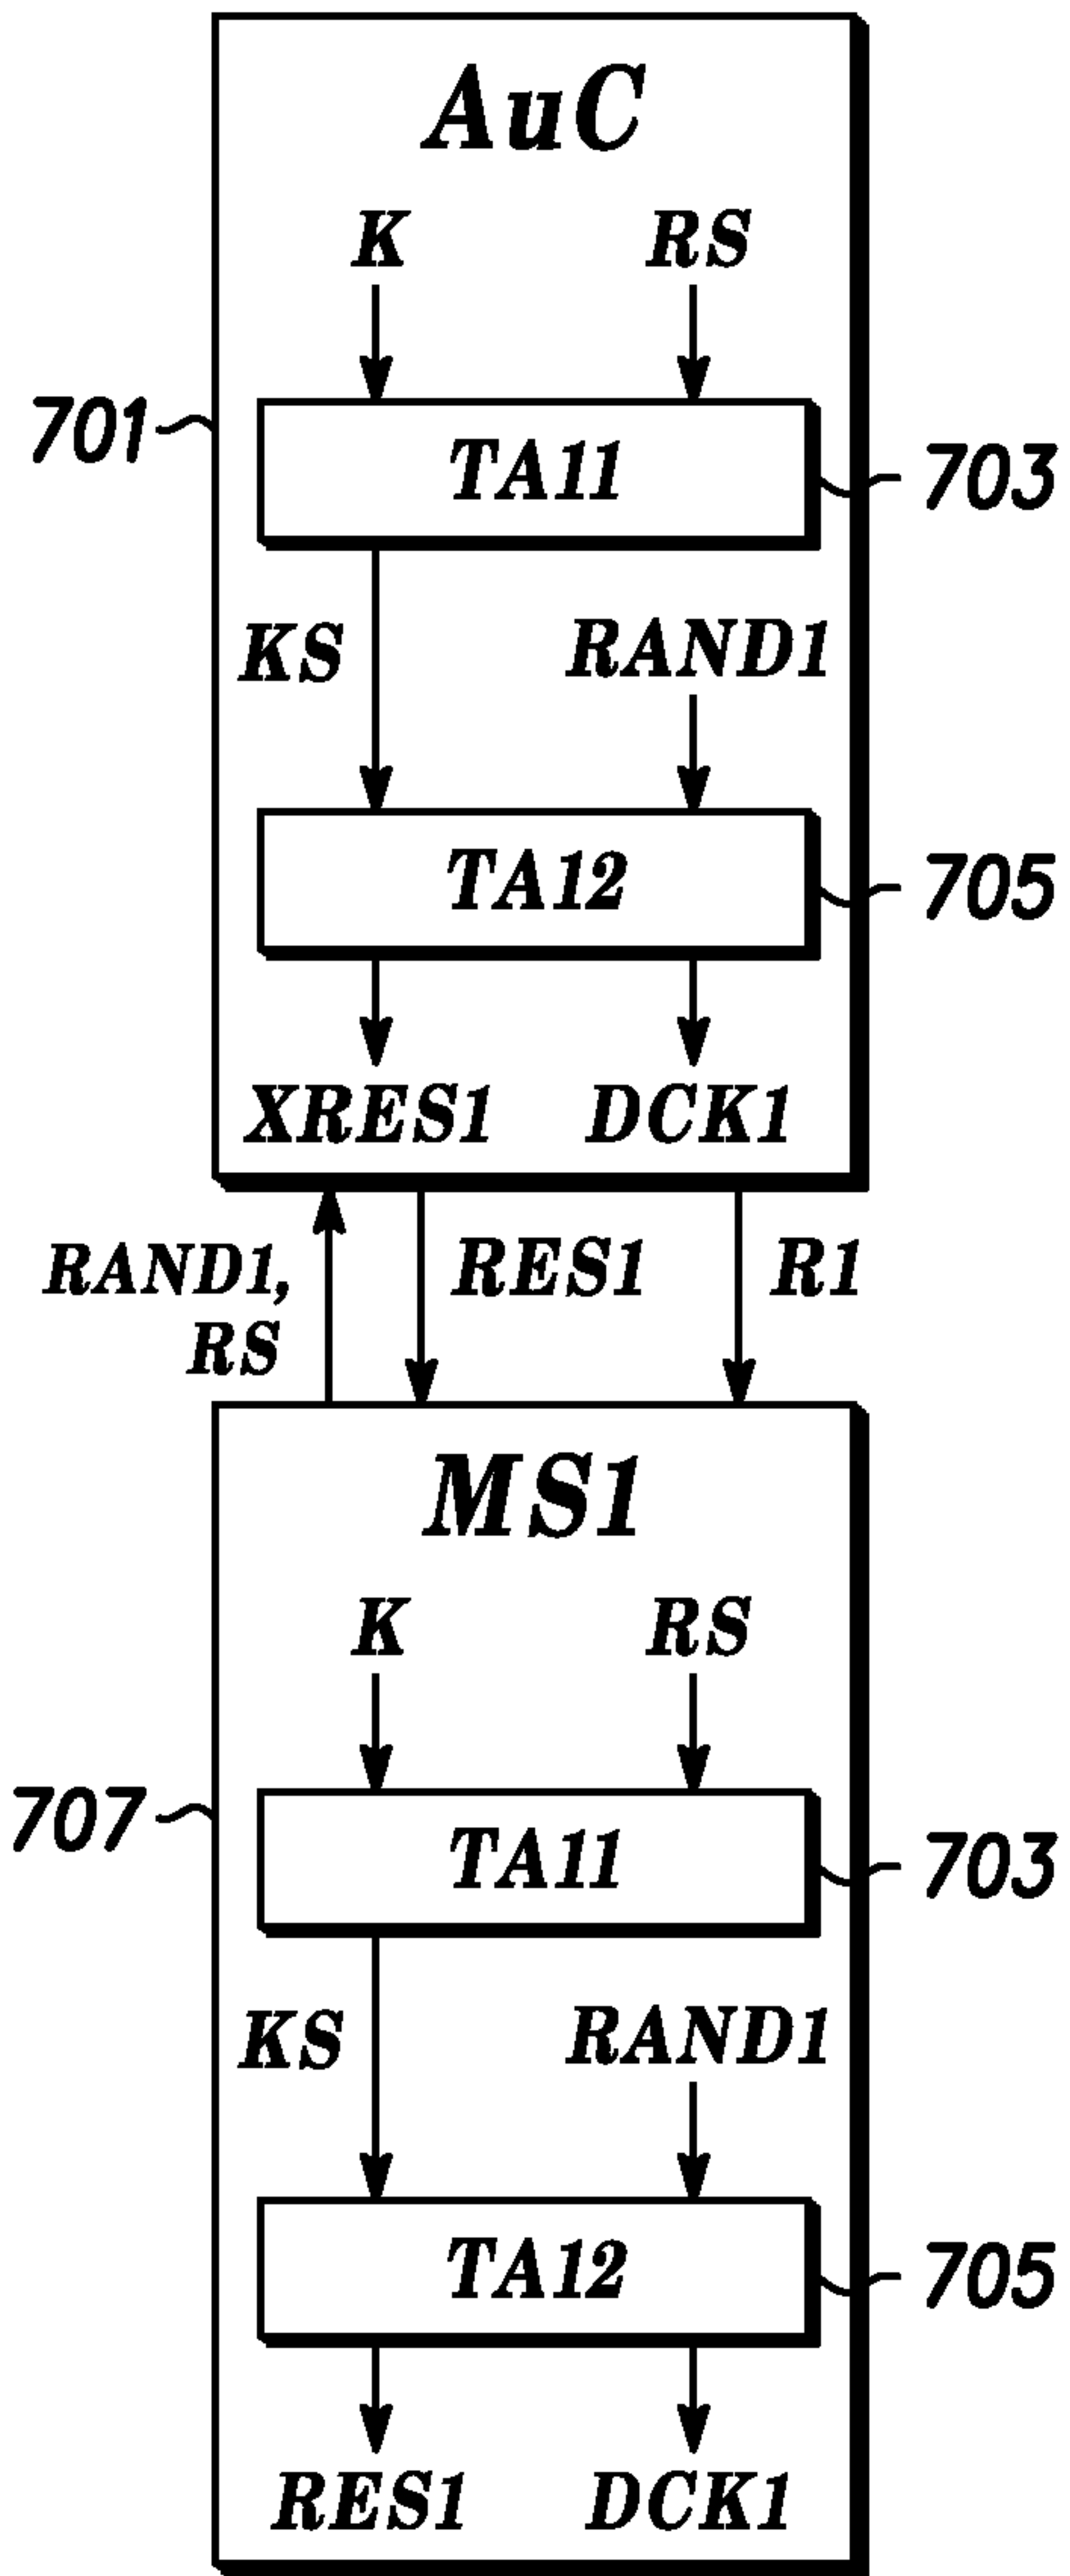 AuC
K RS
701
TA11
703
KS RAND1
TA12
705
XRES1 DCK1
RAND1,
RS
RES1
R1
MS1
K RS
707
TA11
703
KS RAND1
TA12
705
RES1 DCK1